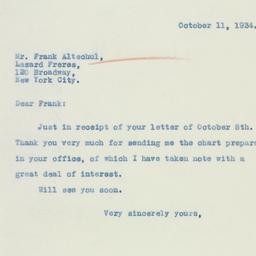 October 11, 1934.
Mr. Frank Altschul,
Lazard Freres,
120 Broadway,
New York City.
Dear Frank:
Just in receipt of your letter of October 8th.
Thank you very much for sending me the chart prepare
in your office, of which I have taken note with a
great deal of interest.
Will see you soon.
Very sincerely yours,